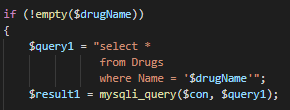 if (!empty($drugName))
{
    $query1 = "select *
               from Drugs
               where Name = '$drugName'";
    $result1 = mysqli_query($con, $query1);